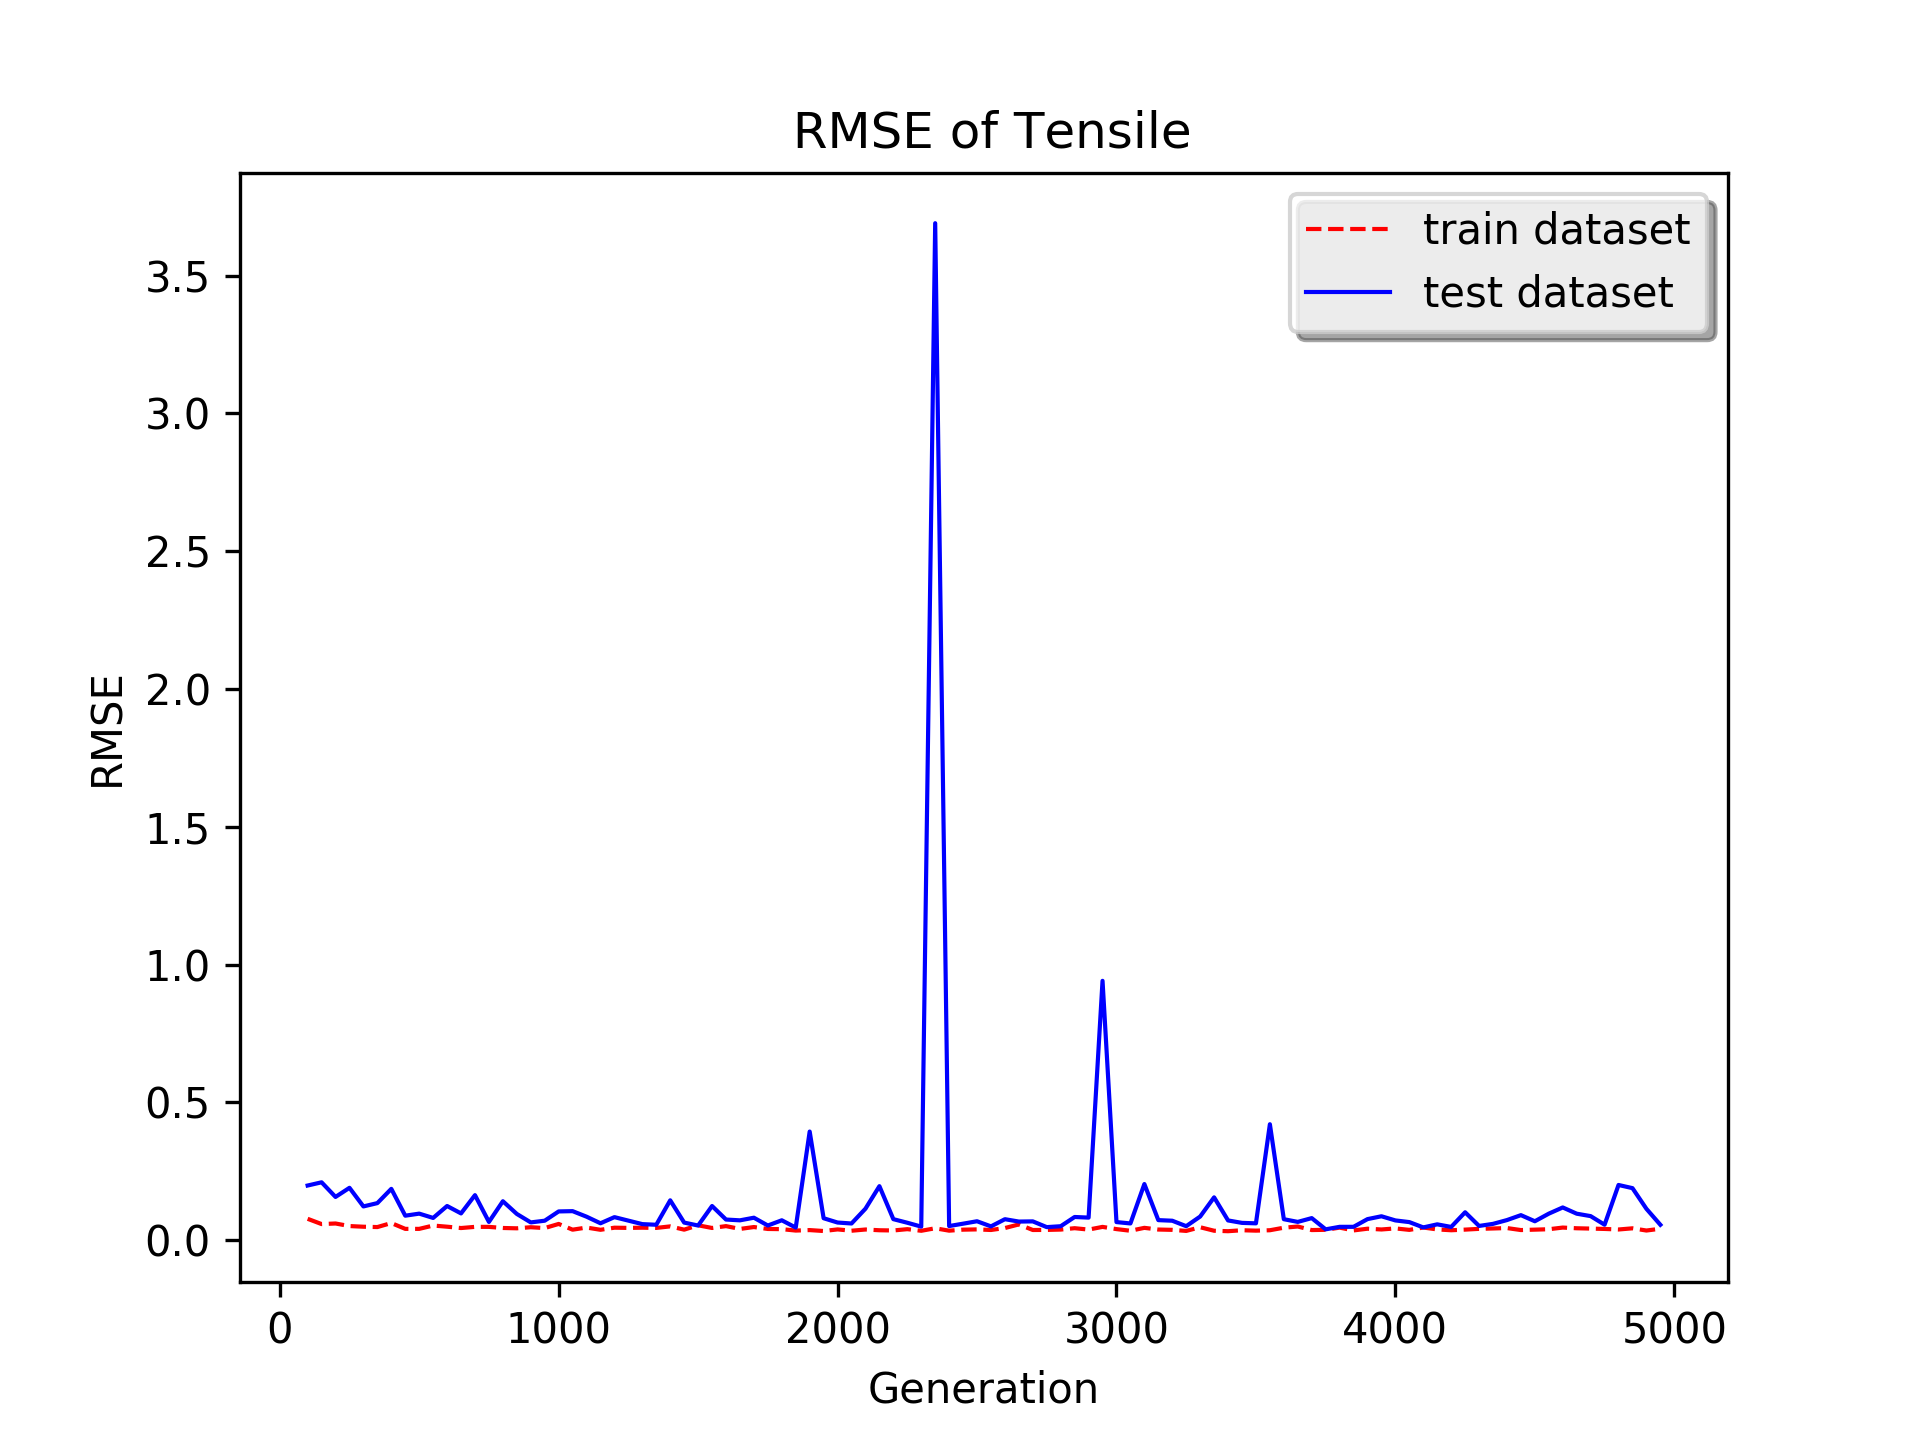 RMSE of Tensile
train dataset
test dataset
3.5
3.0
2.5
2.0
1.5
1.0
0.5
0.0
RMSE
0 1000 2000 3000 4000 5000
Generation